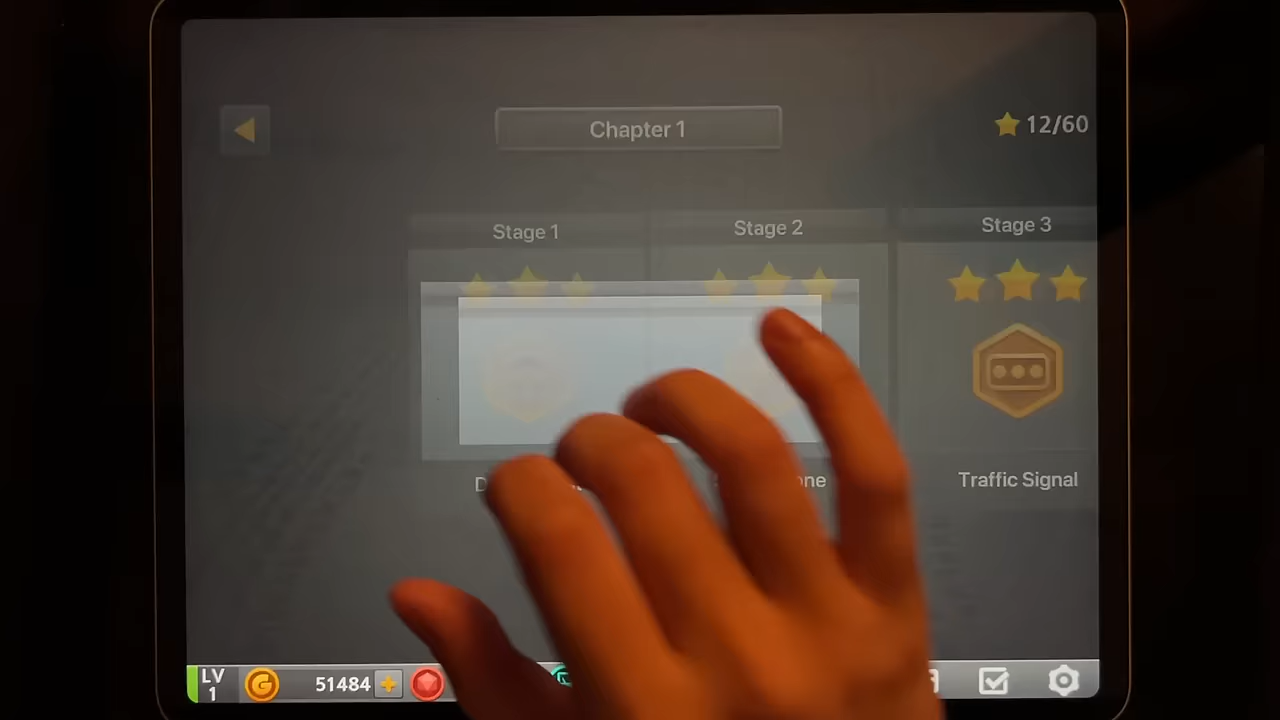 Chapter 1
12/60
Stage 1
Stage 2
Stage 3
Traffic Signal
LV
1
G
51484